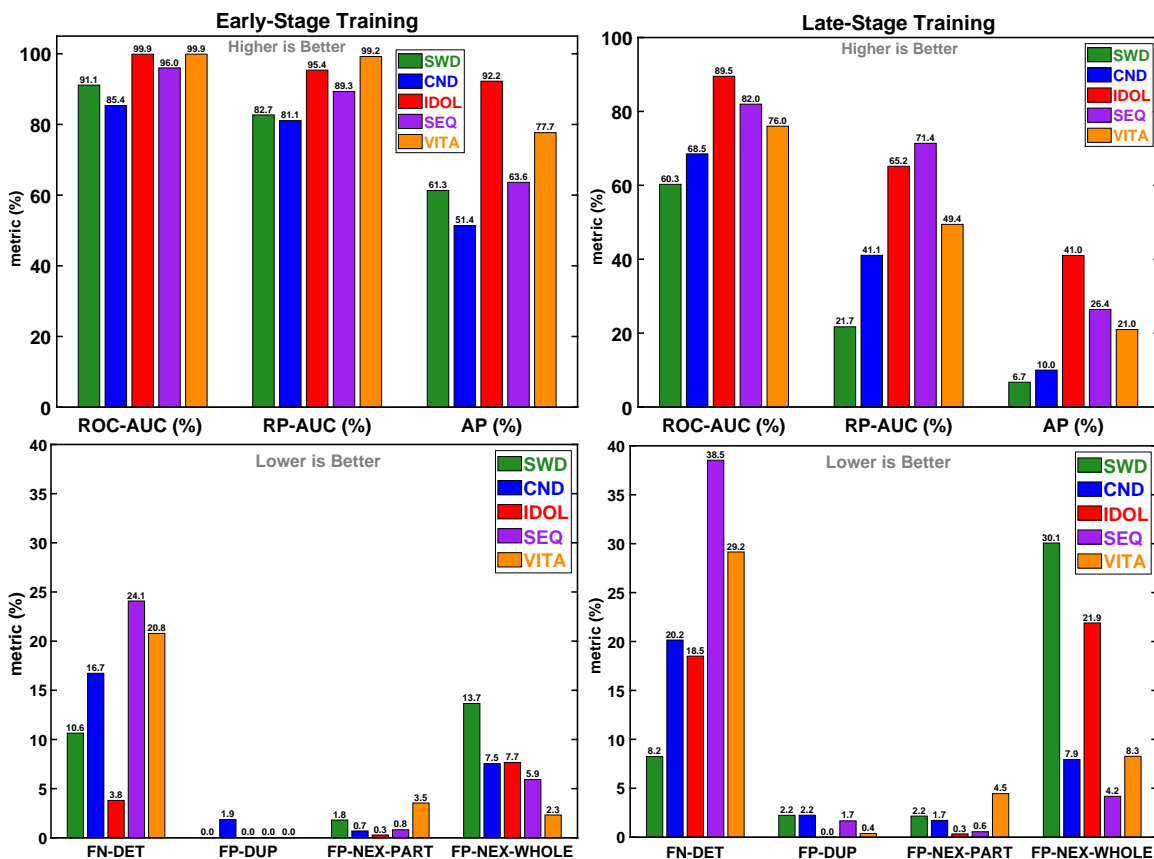 Early-Stage Training
Higher is Better
SWD
CND
IDOL
SEQ
VITA
metric (%)
100
80
60
40
20
0
91.1
85.4
99.9
96.0
99.9
82.7
81.1
95.4
89.3
99.2
61.3
51.4
92.2
63.6
77.7
ROC-AUC (%)
RP-AUC (%)
AP (%)
Late-Stage Training
Higher is Better
SWD
CND
IDOL
SEQ
VITA
metric (%)
100
80
60
40
20
0
60.3
68.5
89.5
82.0
76.0
21.7
41.1
65.2
71.4
49.4
6.7
10.0
41.0
26.4
21.0
ROC-AUC (%)
RP-AUC (%)
AP (%)
Lower is Better
SWD
CND
IDOL
SEQ
VITA
metric (%)
40
35
30
25
20
15
10
5
0
10.6
16.7
3.8
24.1
20.8
0.0
1.9
0.0
0.0
0.0
1.8
0.7
0.3
0.8
3.5
13.7
7.5
7.7
5.9
2.3
FN-DET
FP-DUP
FP-NEX-PART
FP-NEX-WHOLE
Lower is Better
SWD
CND
IDOL
SEQ
VITA
metric (%)
40
35
30
25
20
15
10
5
0
8.2
20.2
18.5
38.5
29.2
2.2
2.2
0.0
1.7
0.4
2.2
1.7
0.3
0.6
4.5
30.1
7.9
21.9
4.2
8.3
FN-DET
FP-DUP
FP-NEX-PART
FP-NEX-WHOLE